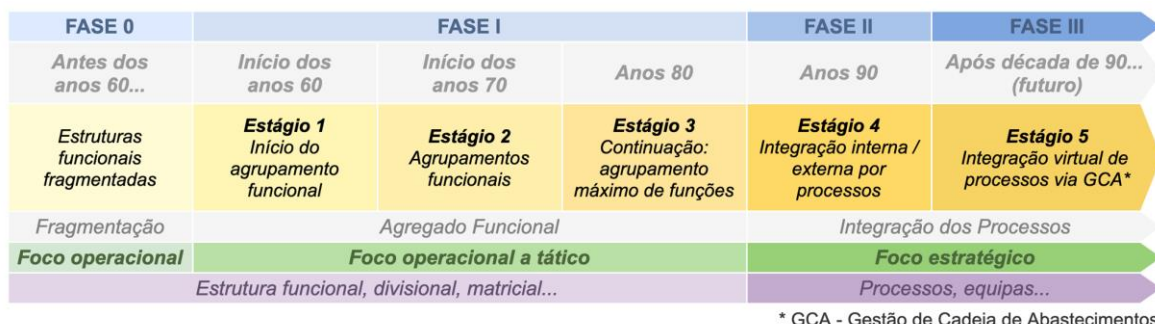 FASE 0
FASE I
FASE II
FASE III
Antes dos
anos 60...
Início dos
anos 60
Início dos
anos 70
Anos 80
Anos 90
Após década de 90...
(futuro)
Estruturas
funcionais
fragmentadas
Estágio 1
Início do
agrupamento
funcional
Estágio 2
Agrupamentos
funcionais
Estágio 3
Continuação:
agrupamento
máximo de funções
Estágio 4
Integração interna /
externa por
processos
Estágio 5
Integração virtual de
processos via GCA*
Fragmentação
Agregado Funcional
Integração dos Processos
Foco operacional
Foco operacional a tático
Foco estratégico
Estrutura funcional, divisional, matricial...
Processos, equipas...
* GCA - Gestão de Cadeia de Abastecimentos